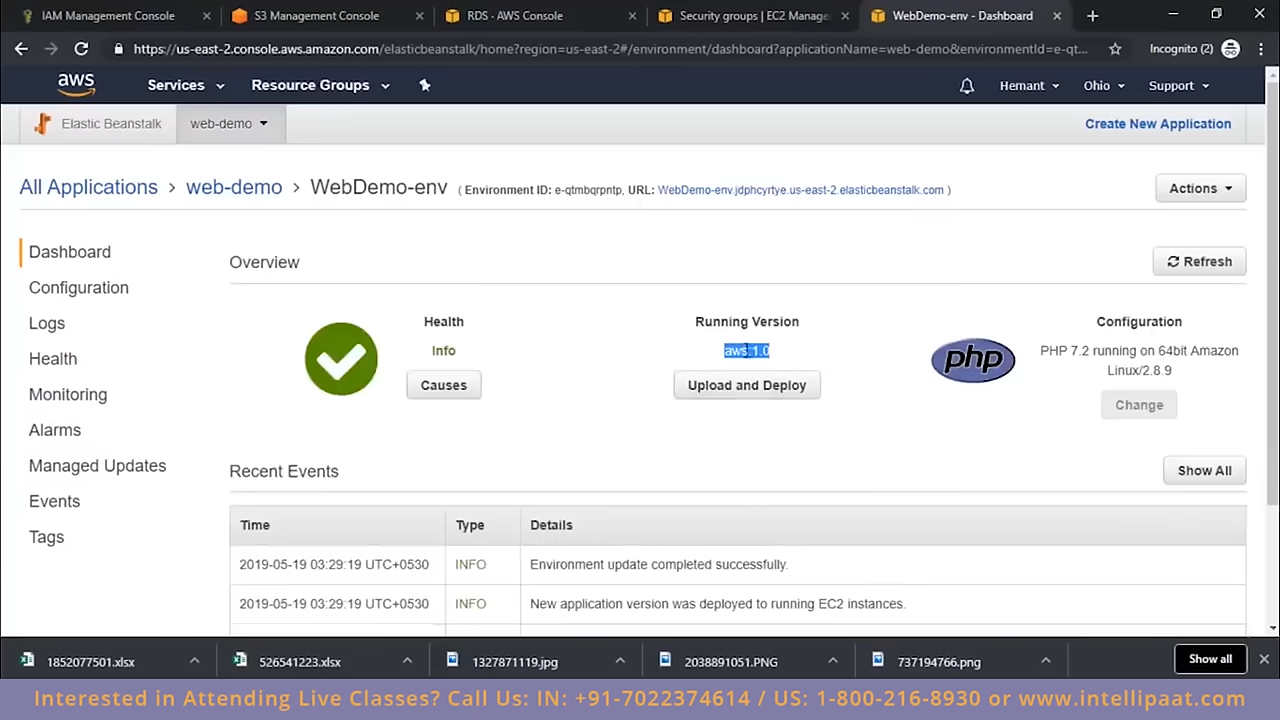 IAM Management Console
S3 Management Console
RDS - AWS Console
Security groups | EC2 Manage
WebDemo-env - Dashboard
https://us-east-2.console.aws.amazon.com/elasticbeanstalk/home?region=us-east-2#/environment/dashboard?applicationName=web-demo&environmentId=e-qt...
Incognito (2)
aws Services Resource Groups Hemant Ohio Support
Elastic Beanstalk web-demo Create New Application
All Applications > web-demo > WebDemo-env ( Environment ID: e-qtmbqrpntp, URL: WebDemo-env.jdphcyrtye.us-east-2.elasticbeanstalk.com )
Actions
Dashboard
Configuration
Logs
Health
Monitoring
Alarms
Managed Updates
Events
Tags
Overview
Refresh
Health
Info
Causes
Running Version
aws.1.0
Upload and Deploy
php
Configuration
PHP 7.2 running on 64bit Amazon
Linux/2.8.9
Change
Recent Events
Show All
Time Type Details
2019-05-19 03:29:19 UTC+0530 INFO Environment update completed successfully.
2019-05-19 03:29:19 UTC+0530 INFO New application version was deployed to running EC2 instances.
1852077501.xlsx
526541223.xlsx
1327871119.jpg
2038891051.PNG
737194766.png
Show all
Interested in Attending Live Classes? Call Us: IN: +91-7022374614 / US: 1-800-216-8930 or www.intellipaat.com